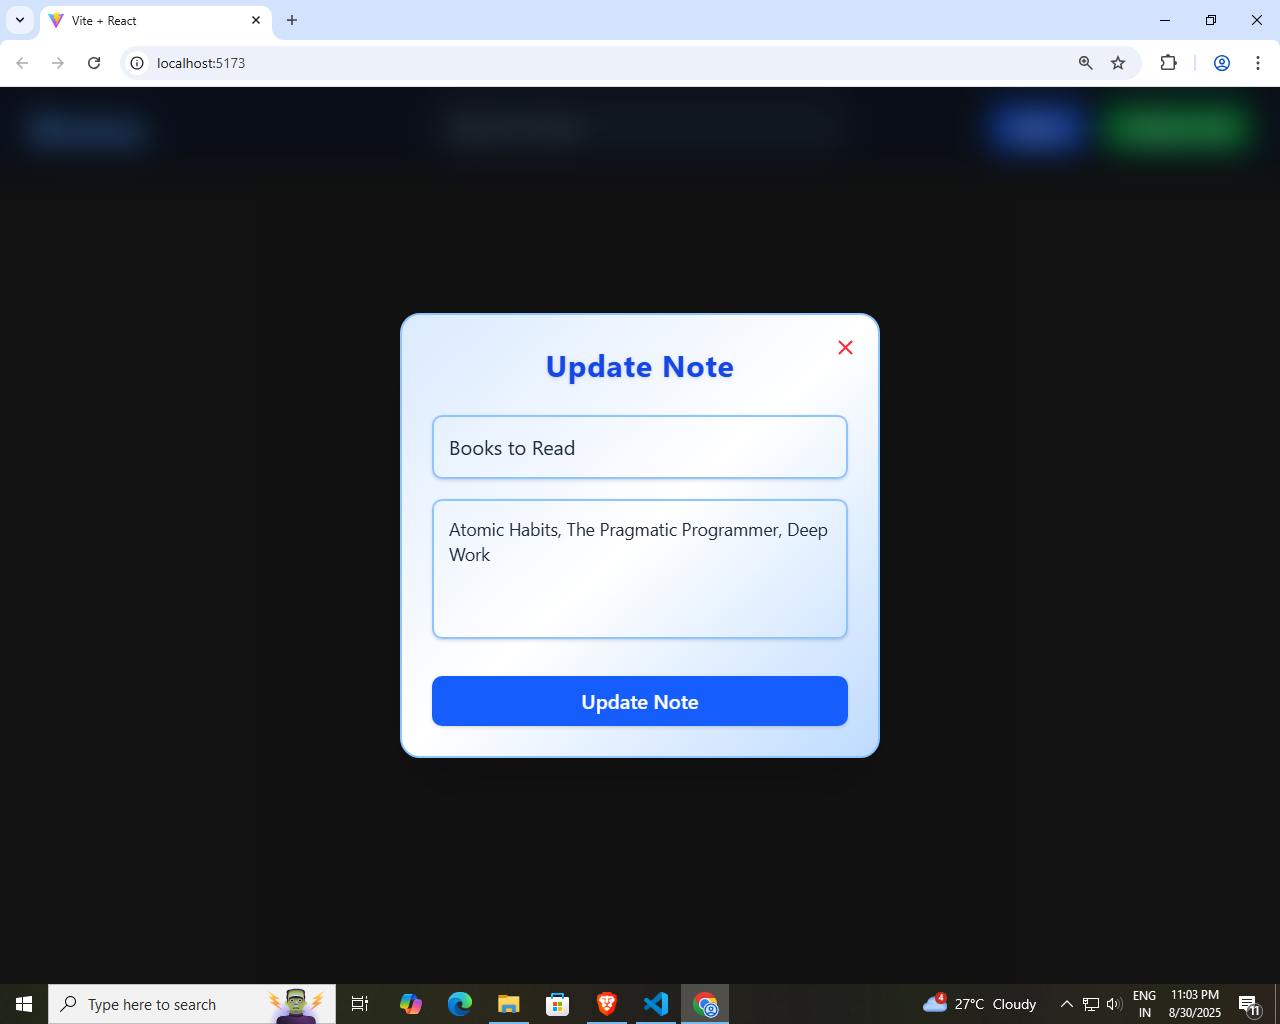 Vite + React
localhost:5173
Update Note
Books to Read
Atomic Habits, The Pragmatic Programmer, Deep
Work
Update Note
Type here to search
4
27°C Cloudy
ENG
IN
11:03 PM
8/30/2025
11